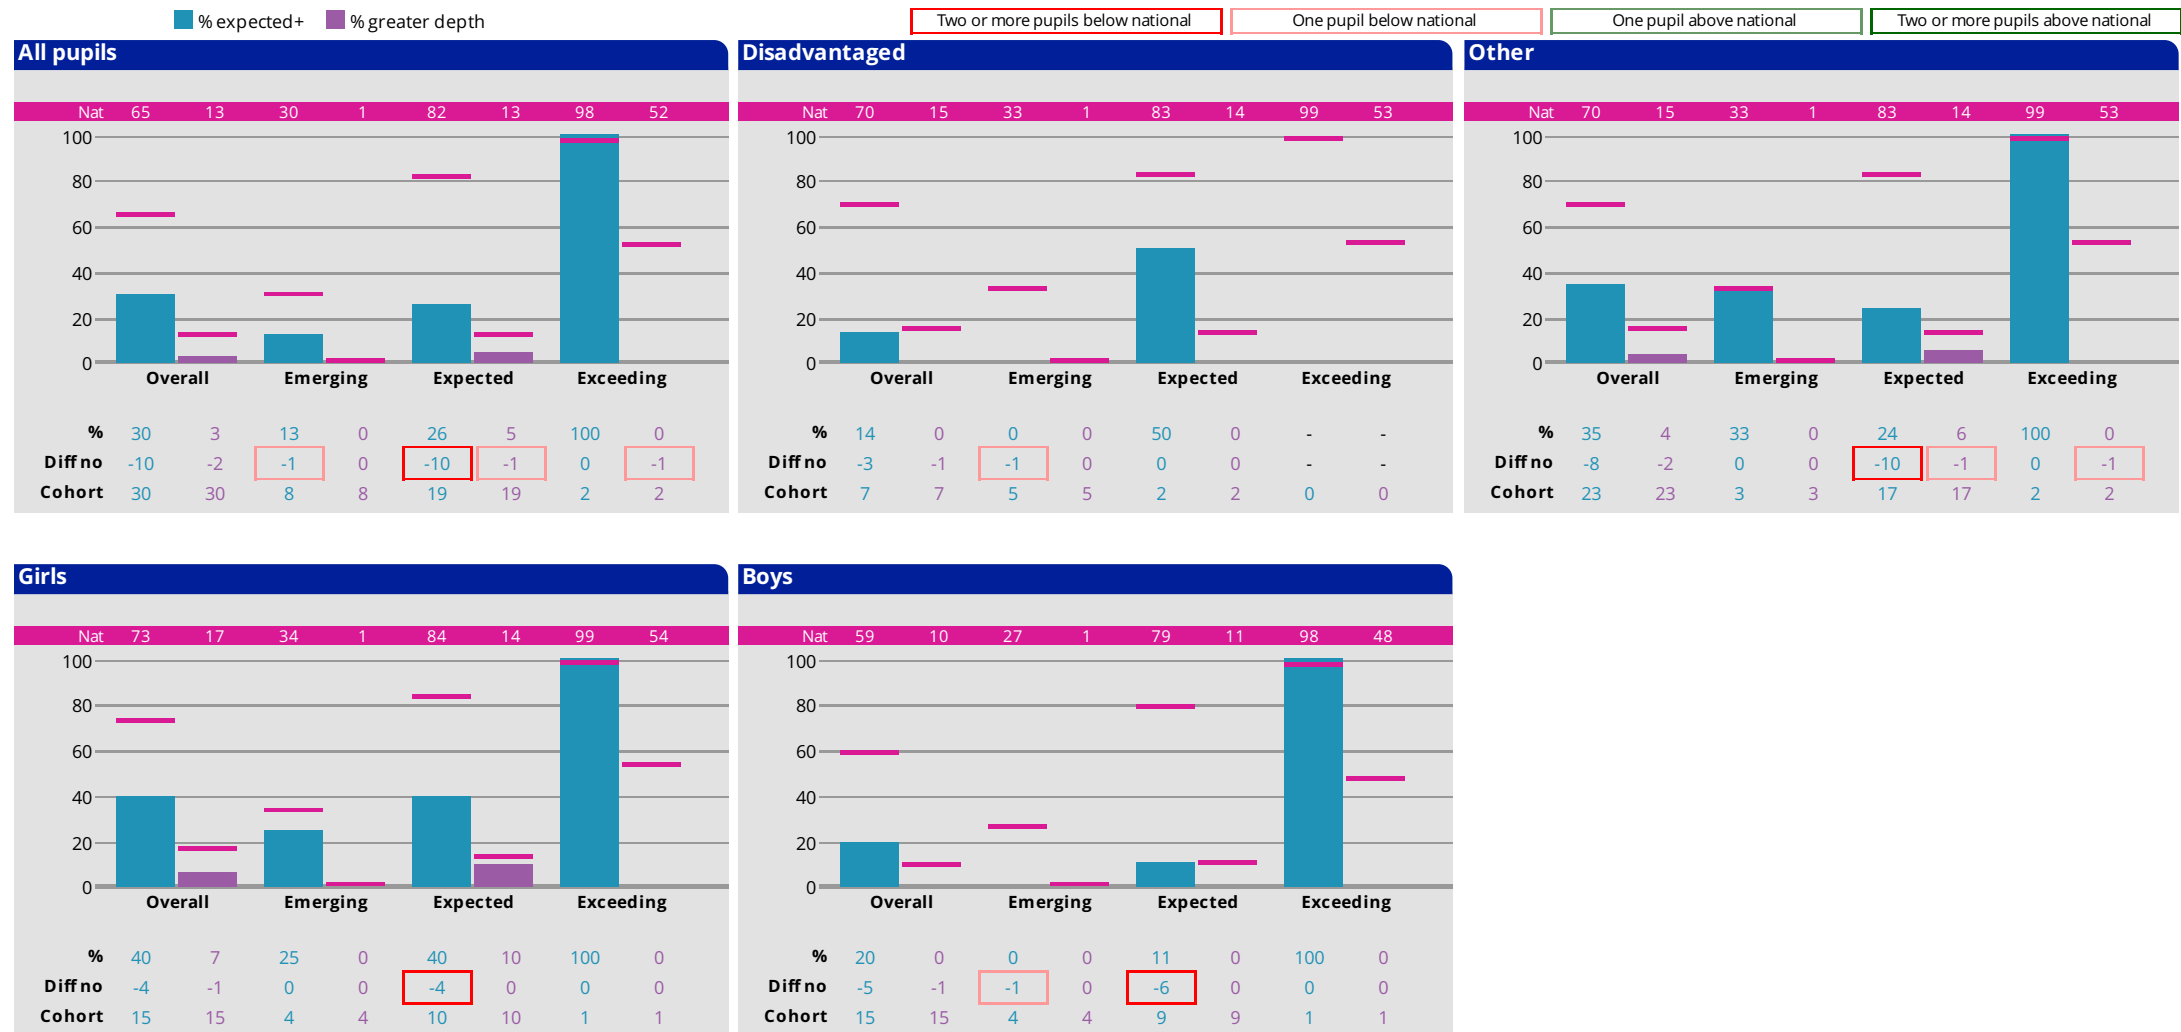 % expected+ % greater depth Two or more pupils below national One pupil below national One pupil above national Two or more pupils above national
All pupils
Nat 65 13 30 1 82 13 98 52
100
80
60
40
20
0
Overall Emerging Expected Exceeding
% 30 3 13 0 26 5 100 0
Diff no -10 -2 -1 0 -10 -1 0 -1
Cohort 30 30 8 8 19 19 2 2
Disadvantaged
Nat 70 15 33 1 83 14 99 53
100
80
60
40
20
0
Overall Emerging Expected Exceeding
% 14 0 0 0 50 0 - -
Diff no -3 -1 -1 0 0 0 - -
Cohort 7 7 5 5 2 2 0 0
Other
Nat 70 15 33 1 83 14 99 53
100
80
60
40
20
0
Overall Emerging Expected Exceeding
% 35 4 33 0 24 6 100 0
Diff no -8 -2 0 0 -10 -1 0 -1
Cohort 23 23 3 3 17 17 2 2
Girls
Nat 73 17 34 1 84 14 99 54
100
80
60
40
20
0
Overall Emerging Expected Exceeding
% 40 7 25 0 40 10 100 0
Diff no -4 -1 0 0 -4 0 0 0
Cohort 15 15 4 4 10 10 1 1
Boys
Nat 59 10 27 1 79 11 98 48
100
80
60
40
20
0
Overall Emerging Expected Exceeding
% 20 0 0 0 11 0 100 0
Diff no -5 -1 -1 0 -6 0 0 0
Cohort 15 15 4 4 9 9 1 1